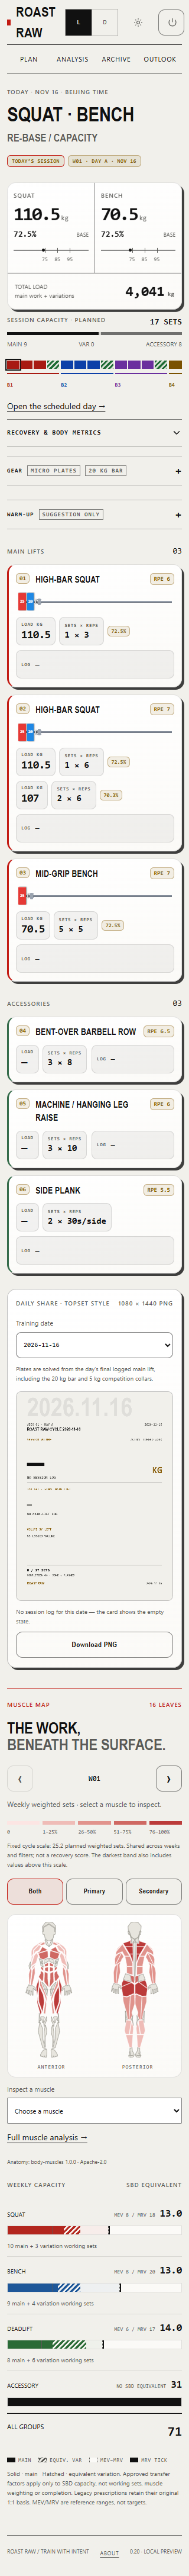 ROAST
RAW
L D
PLAN ANALYSIS ARCHIVE OUTLOOK
TODAY · NOV 16 · BEIJING TIME
SQUAT · BENCH
RE-BASE / CAPACITY
TODAY'S SESSION W01 · DAY A · NOV 16
SQUAT BENCH
110.5 kg 70.5 kg
72.5% BASE 72.5% BASE
75 85 95 75 85 95
TOTAL LOAD
main work + variations
4,041 kg
SESSION CAPACITY · PLANNED 17 SETS
MAIN 9 VAR 0 ACCESSORY 8
B1 B2 B3 B4
Open the scheduled day →
RECOVERY & BODY METRICS
GEAR MICRO PLATES 20 KG BAR +
WARM-UP SUGGESTION ONLY +
MAIN LIFTS 03
01 HIGH-BAR SQUAT RPE 6
LOAD KG SETS × REPS
110.5 1 × 3 72.5%
LOG —
02 HIGH-BAR SQUAT RPE 7
LOAD KG SETS × REPS
110.5 1 × 6 72.5%
LOAD KG SETS × REPS
107 2 × 6 70.3%
LOG —
03 MID-GRIP BENCH RPE 7
LOAD KG SETS × REPS
70.5 5 × 5 72.5%
LOG —
ACCESSORIES 03
04 BENT-OVER BARBELL ROW RPE 6.5
LOAD SETS × REPS
— 3 × 8 LOG —
05 MACHINE / HANGING LEG
RAISE RPE 6
LOAD SETS × REPS
— 3 × 10 LOG —
06 SIDE PLANK RPE 5.5
LOAD SETS × REPS
— 2 × 30s/side
LOG —
DAILY SHARE · TOPSET STYLE 1080 × 1440 PNG
Training date
2026-11-16
Plates are solved from the day's final logged main lift,
including the 20 kg bar and 5 kg competition collars.
2026.11.16
ROAST RAW CYCLE 2026-11-16
KG
No session log for this date — the card shows the empty
state.
Download PNG
MUSCLE MAP 16 LEAVES
THE WORK,
BENEATH THE SURFACE.
‹ W01 ›
Weekly weighted sets · select a muscle to inspect.
0 1–25% 26–50% 51–75% 76–100%
Fixed cycle scale: 25.2 planned weighted sets. Shared across weeks
and filters; not a recovery score. The darkest band also includes
values above this scale.
Both Primary Secondary
ANTERIOR POSTERIOR
Inspect a muscle
Choose a muscle
Full muscle analysis →
Anatomy: body-muscles 1.0.0 · Apache-2.0
WEEKLY CAPACITY SBD EQUIVALENT
SQUAT MEV 8 / MRV 18 13.0
10 main + 3 variation working sets
BENCH MEV 8 / MRV 20 13.0
9 main + 4 variation working sets
DEADLIFT MEV 6 / MRV 17 14.0
8 main + 6 variation working sets
ACCESSORY NO SBD EQUIVALENT 31
ALL GROUPS 71
MAIN EQUIV. VAR MEV–MRV MRV TICK
Solid · main Hatched · equivalent variation. Approved transfer
factors apply only to SBD capacity, not working sets, muscle
weighting or completion. Legacy prescriptions retain their original
1:1 basis. MEV/MRV are reference ranges, not targets.
ROAST RAW / TRAIN WITH INTENT ABOUT 0.20 · LOCAL PREVIEW